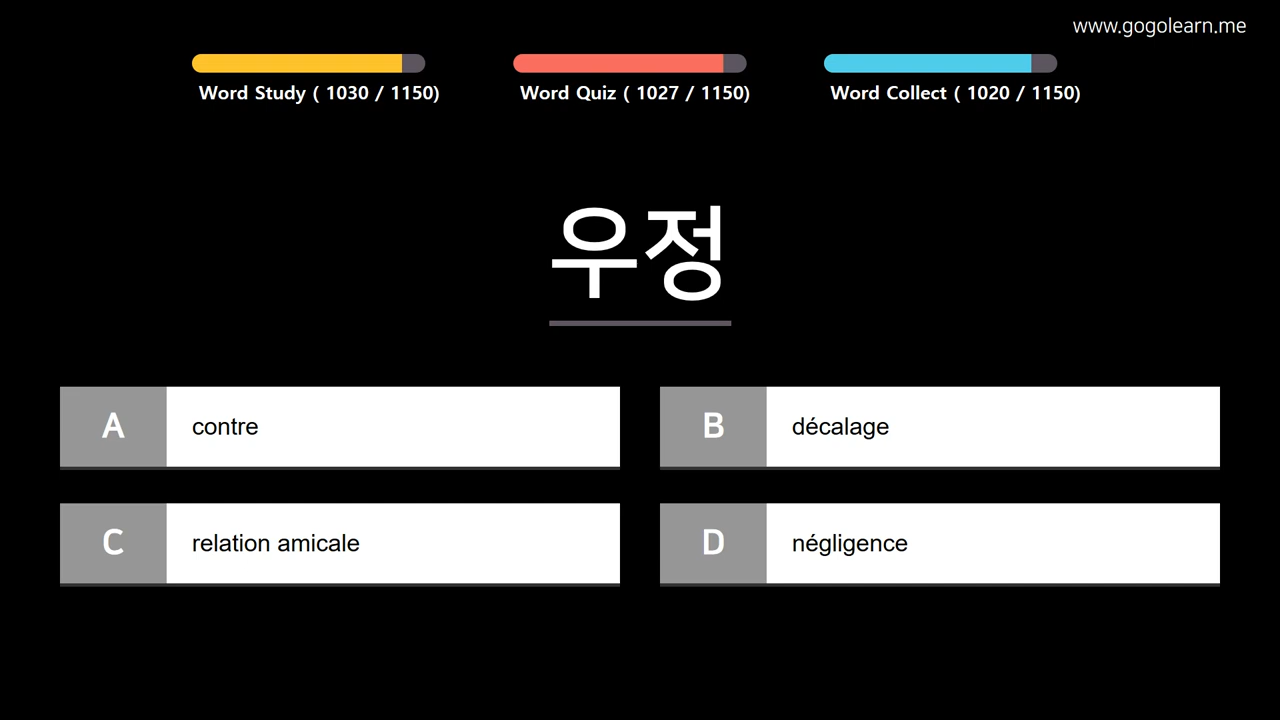 www.gogolearn.me
Word Study ( 1030 / 1150)
Word Quiz ( 1027 / 1150)
Word Collect ( 1020 / 1150)
우정
A contre
B décalage
C relation amicale
D négligence